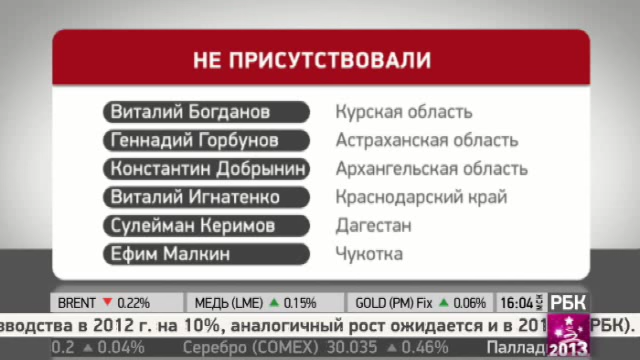 НЕ ПРИСУТСТВОВАЛИ
Виталий Богданов Курская область
Геннадий Горбунов Астраханская область
Константин Добрынин Архангельская область
Виталий Игнатенко Краснодарский край
Сулейман Керимов Дагестан
Ефим Малкин Чукотка
BRENT ▼ 0.22% МЕДЬ (LME) ▲ 0.15% GOLD (PM) Fix ▲ 0.06% 16:04 МСК РБК
зводства в 2012 г. на 10%, аналогичный рост ожидается и в 201 (РБК).
0.2 ▲ 0.04% Серебро (COMEX) 30.035 ▲ 0.46% Паллад 2013